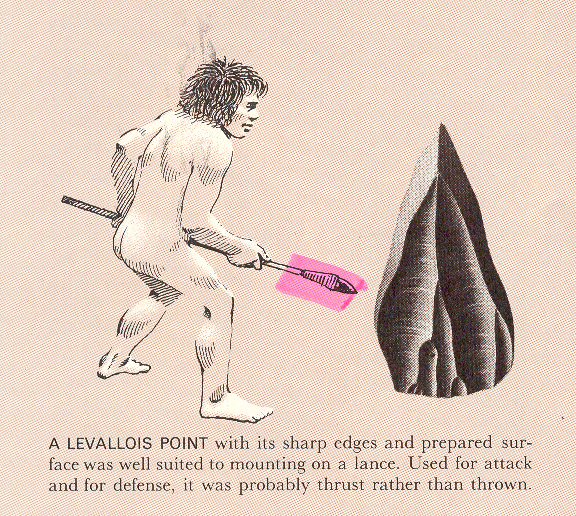 A LEVALLOIS POINT with its sharp edges and prepared sur-
face was well suited to mounting on a lance. Used for attack
and for defense, it was probably thrust rather than thrown.